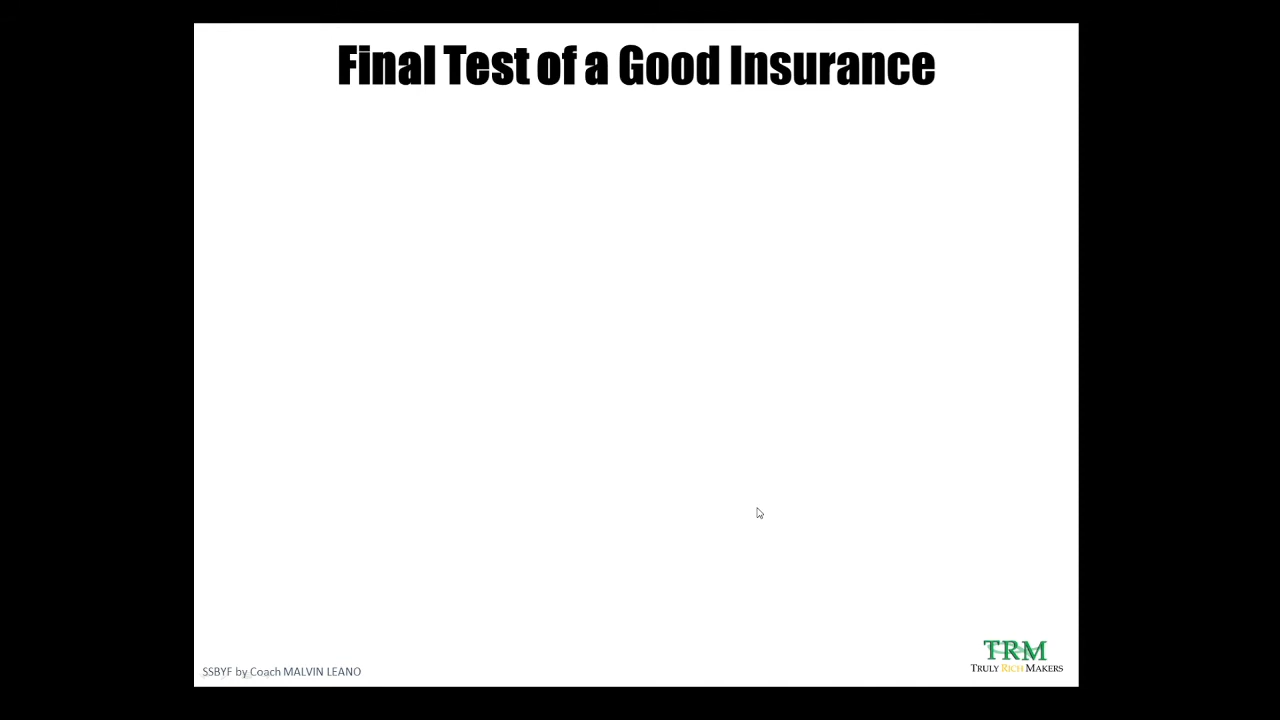 Final Test of a Good Insurance
TRM
TRULY RICH MAKERS
SSBYF by Coach MALVIN LEANO